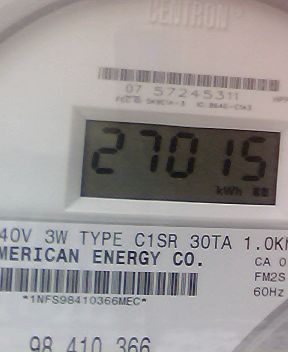 CENTRON
07 57245311
27015
kWh
40V 3W TYPE C1SR 30TA 1.0K
MERICAN ENERGY CO.
CA 0
FM2S
60Hz
*1NFS98410366MEC*
98 410 366